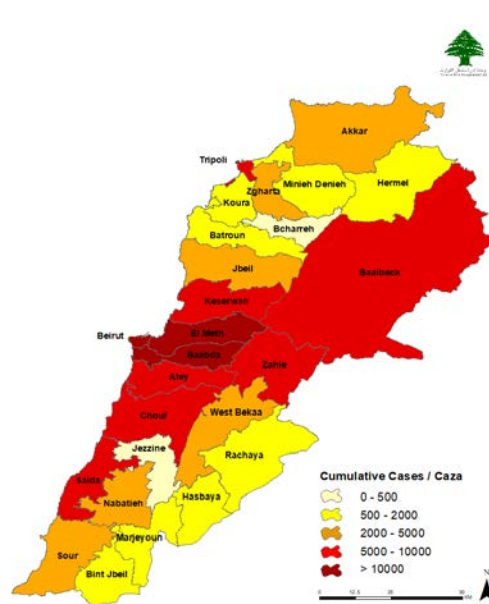 Akkar
Tripoli
Zgharta
Minieh Denieh
Hermel
Koura
Bcharreh
Batroun
Baalbeck
Jbeil
Keserwan
Beirut
El Metn
Baabda
Zahle
Aley
Chouf
West Bekaa
Jezzine
Rachaya
Saida
Hasbaya
Nabatieh
Marjeyoun
Sour
Bint Jbeil
Cumulative Cases / Caza
0 - 500
500 - 2000
2000 - 5000
5000 - 10000
> 10000
N